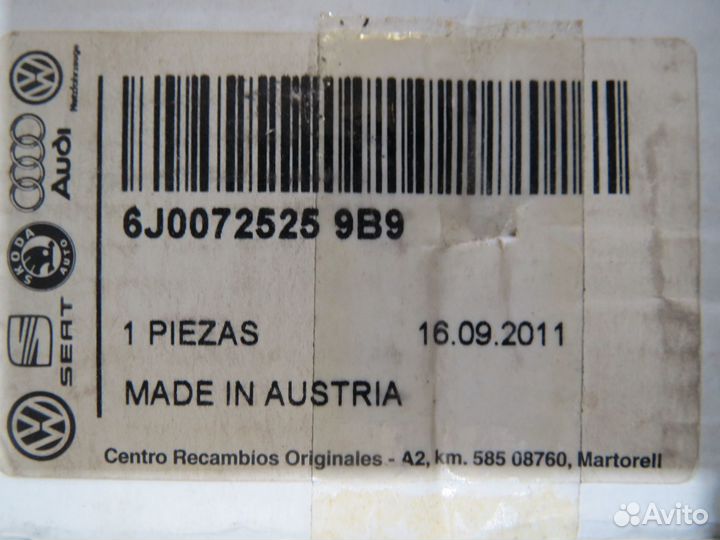 6J0072525 9B9
1 PIEZAS 16.09.2011
MADE IN AUSTRIA
Centro Recambios Originales - A2, km. 585 08760, Martorell
Audi
SKODA
AUTO
SEAT
Avito